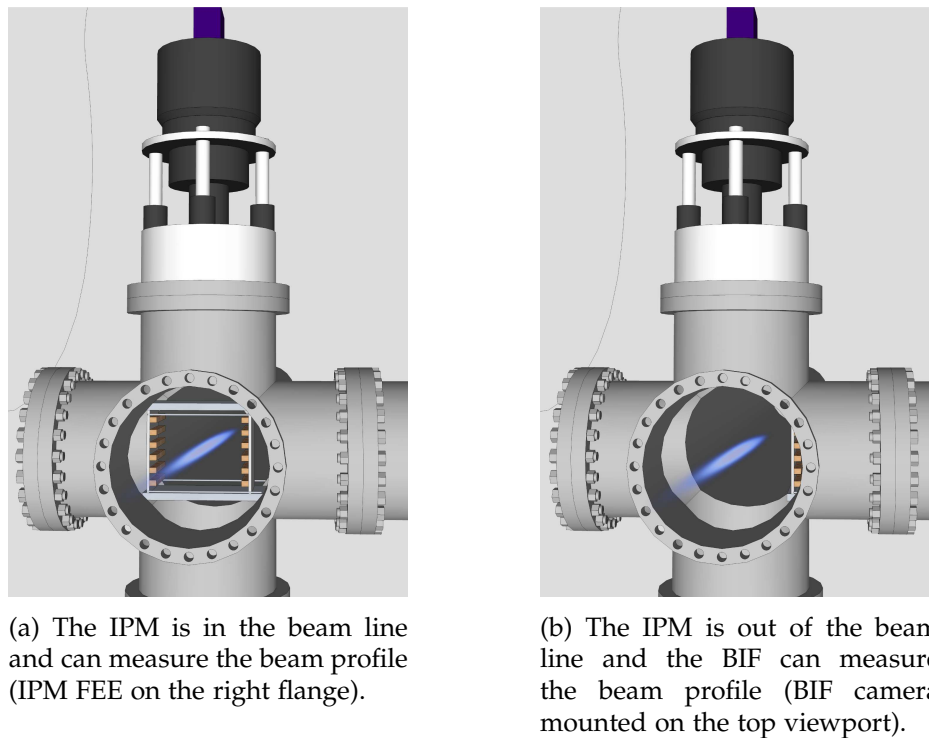 (a) The IPM is in the beam line
and can measure the beam profile
(IPM FEE on the right flange).
(b) The IPM is out of the beam
line and the BIF can measure
the beam profile (BIF camera
mounted on the top viewport).